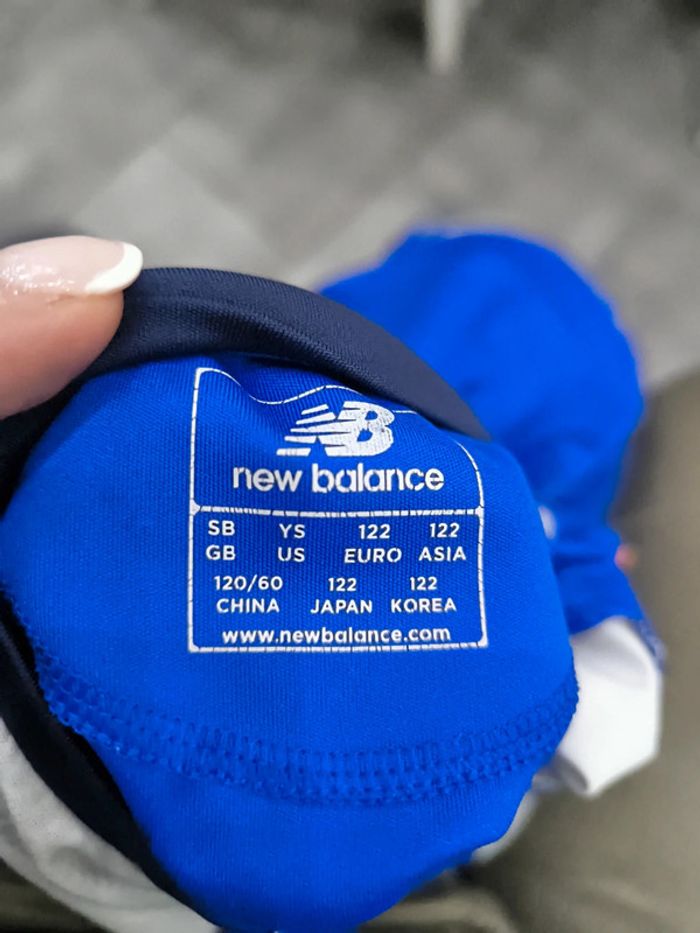 NB
new balance
SB YS 122 122
GB US EURO ASIA
120/60 122 122
CHINA JAPAN KOREA
www.newbalance.com